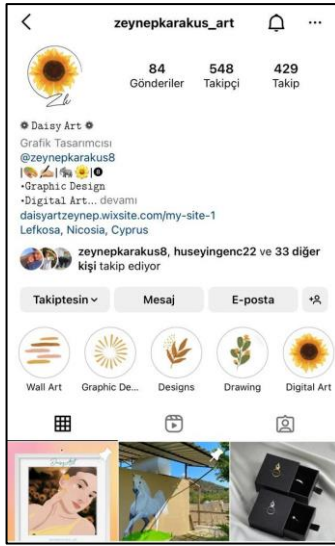 zeynepkarakus_art
84 548 429
Gönderiler Takipçi Takip
Zk
Daisy Art
Grafik Tasarımcısı
@zeynepkarakus8
•Graphic Design
•Digital Art... devamı
daisyartzeynep.wixsite.com/my-site-1
Lefkosa, Nicosia, Cyprus
zeynepkarakus8, huseyingenc22 ve 33 diğer
kişi takip ediyor
Takiptesin Mesaj E-posta
Wall Art Graphic De... Designs Drawing Digital Art